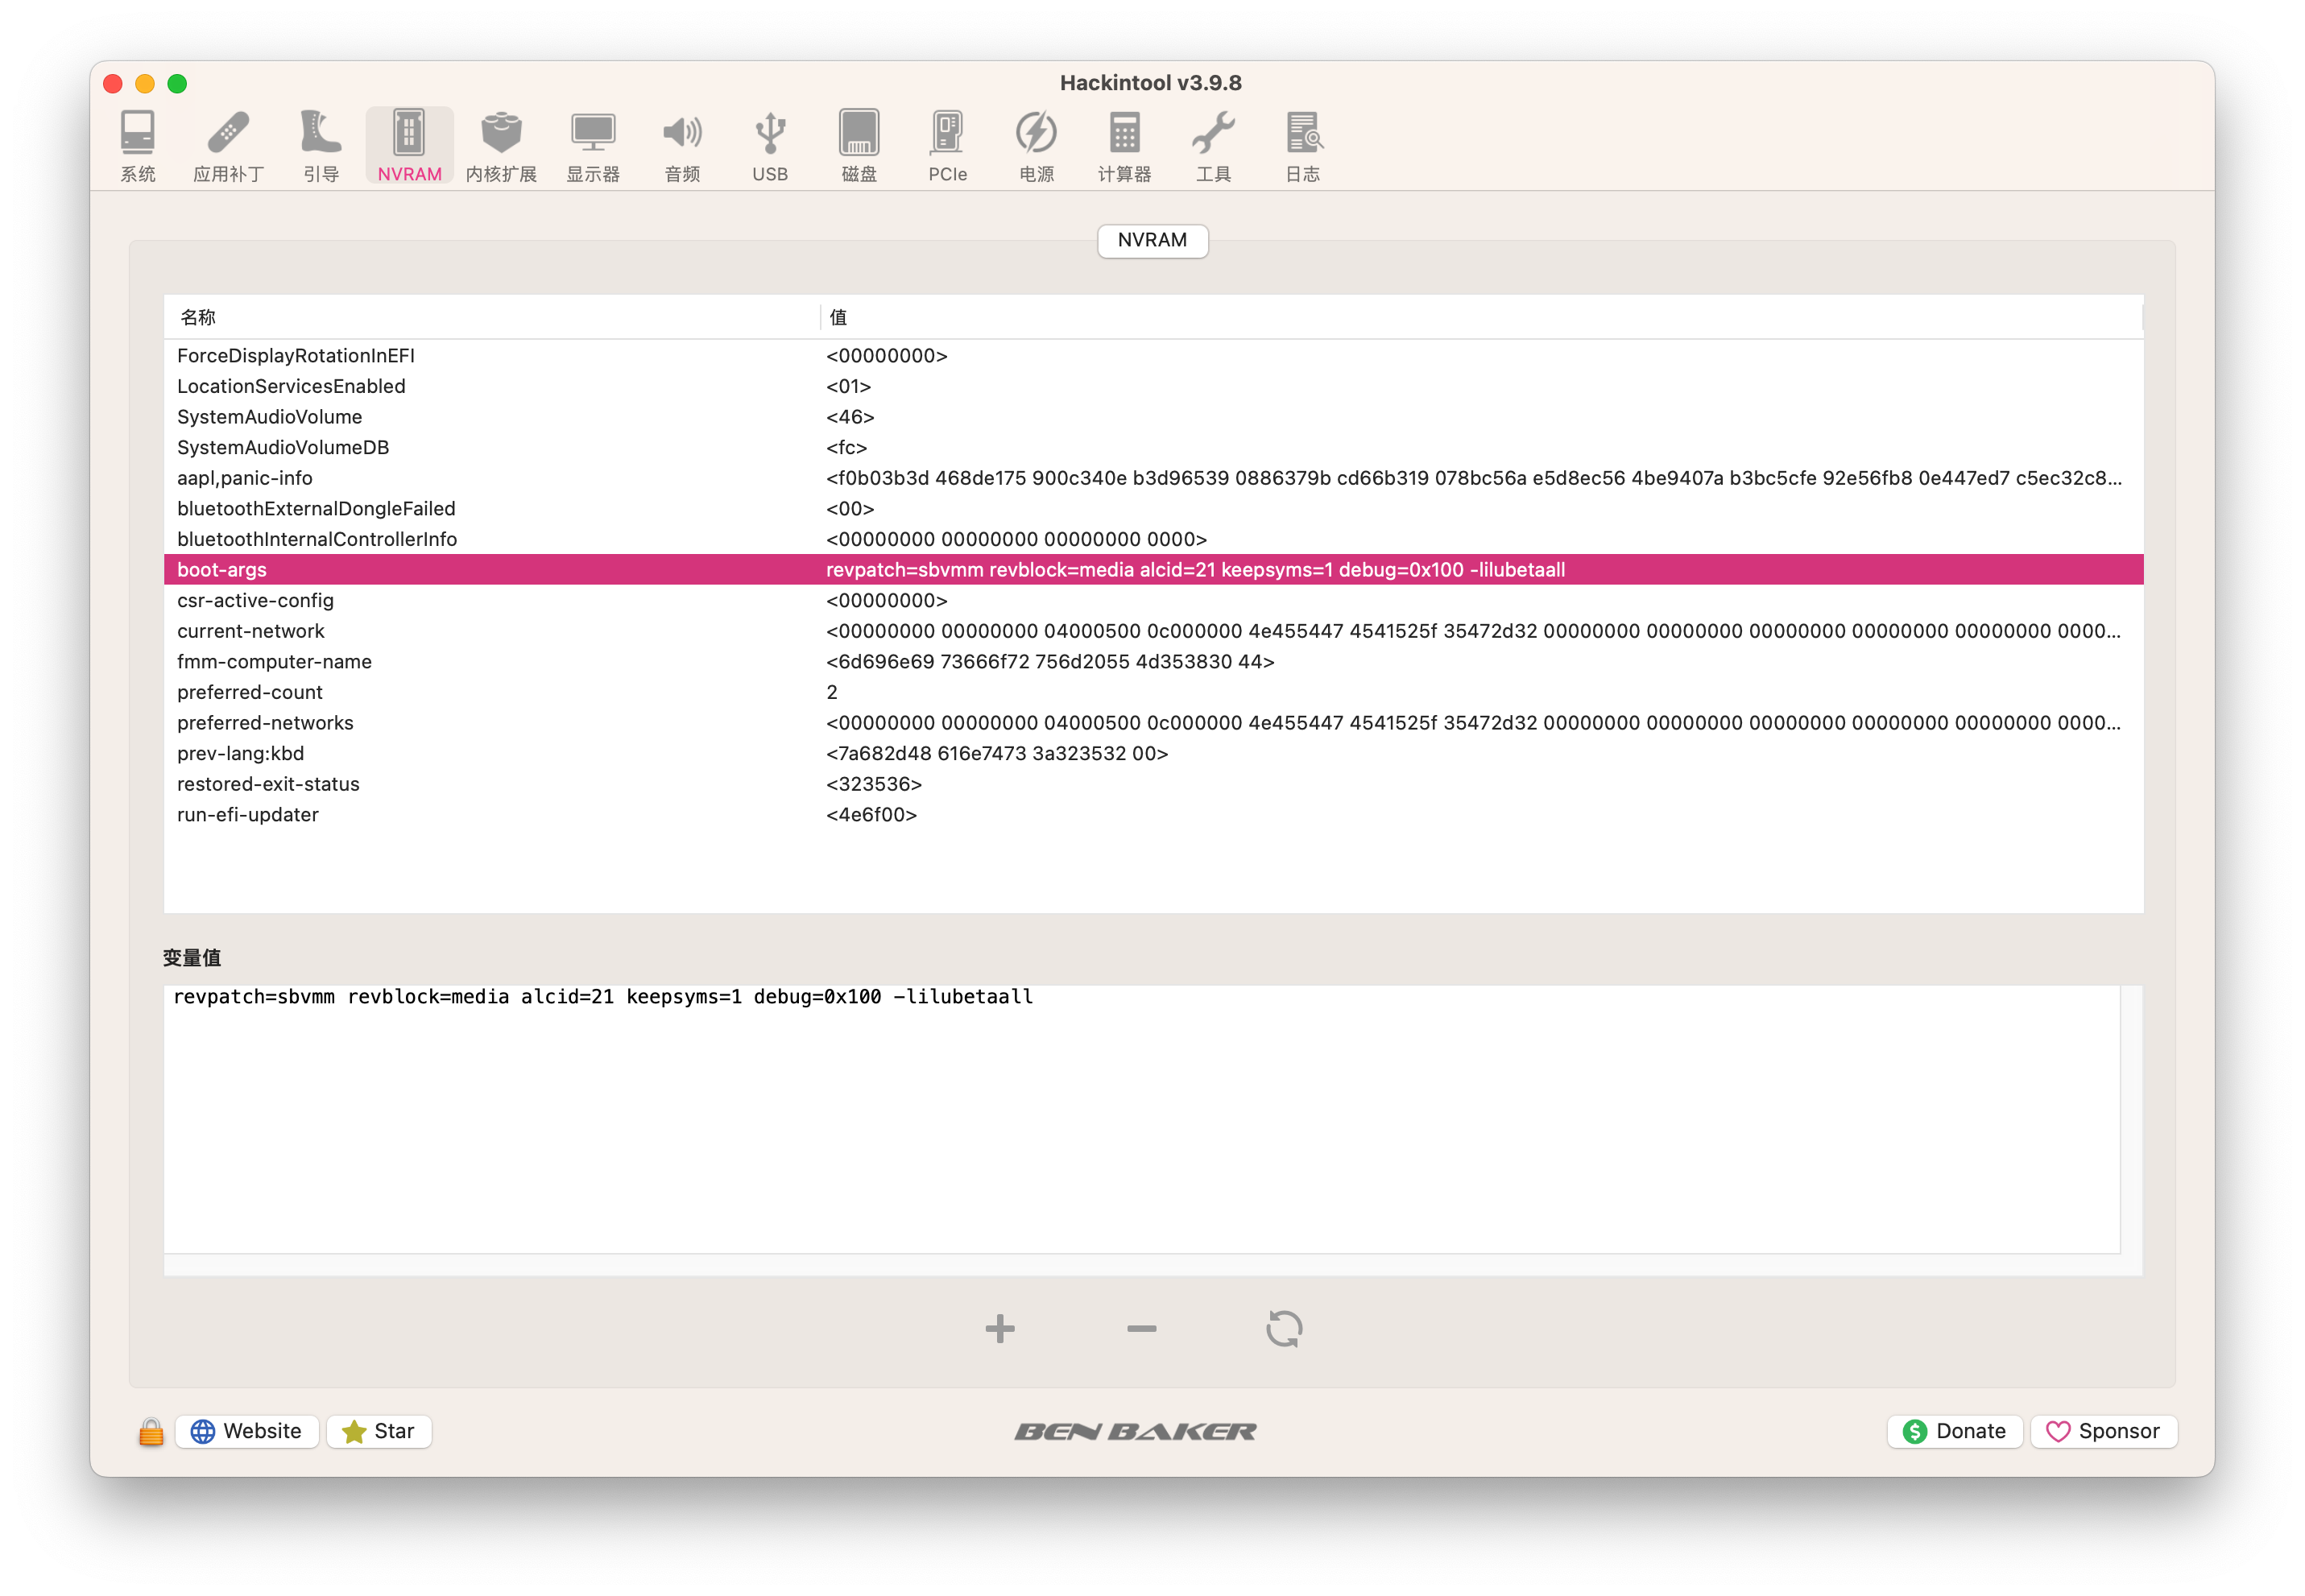 Hackintool v3.9.8
系统 应用补丁 引导 NVRAM 内核扩展 显示器 音频 USB 磁盘 PCIe 电源 计算器 工具 日志
NVRAM
名称 值
ForceDisplayRotationInEFI <00000000>
LocationServicesEnabled <01>
SystemAudioVolume <46>
SystemAudioVolumeDB <fc>
aapl,panic-info <f0b03b3d 468de175 900c340e b3d96539 0886379b cd66b319 078bc56a e5d8ec56 4be9407a b3bc5cfe 92e56fb8 0e447ed7 c5ec32c8...
bluetoothExternalDongleFailed <00>
bluetoothInternalControllerInfo <00000000 00000000 00000000 0000>
boot-args revpatch=sbvmm revblock=media alcid=21 keepsyms=1 debug=0x100 -lilubetaall
csr-active-config <00000000>
current-network <00000000 00000000 04000500 0c000000 4e455447 4541525f 35472d32 00000000 00000000 00000000 00000000 00000000 0000...
fmm-computer-name <6d696e69 73666f72 756d2055 4d353830 44>
preferred-count 2
preferred-networks <00000000 00000000 04000500 0c000000 4e455447 4541525f 35472d32 00000000 00000000 00000000 00000000 00000000 0000...
prev-lang:kbd <7a682d48 616e7473 3a323532 00>
restored-exit-status <323536>
run-efi-updater <4e6f00>
变量值
revpatch=sbvmm revblock=media alcid=21 keepsyms=1 debug=0x100 -lilubetaall
Website Star BEN BAKER Donate Sponsor